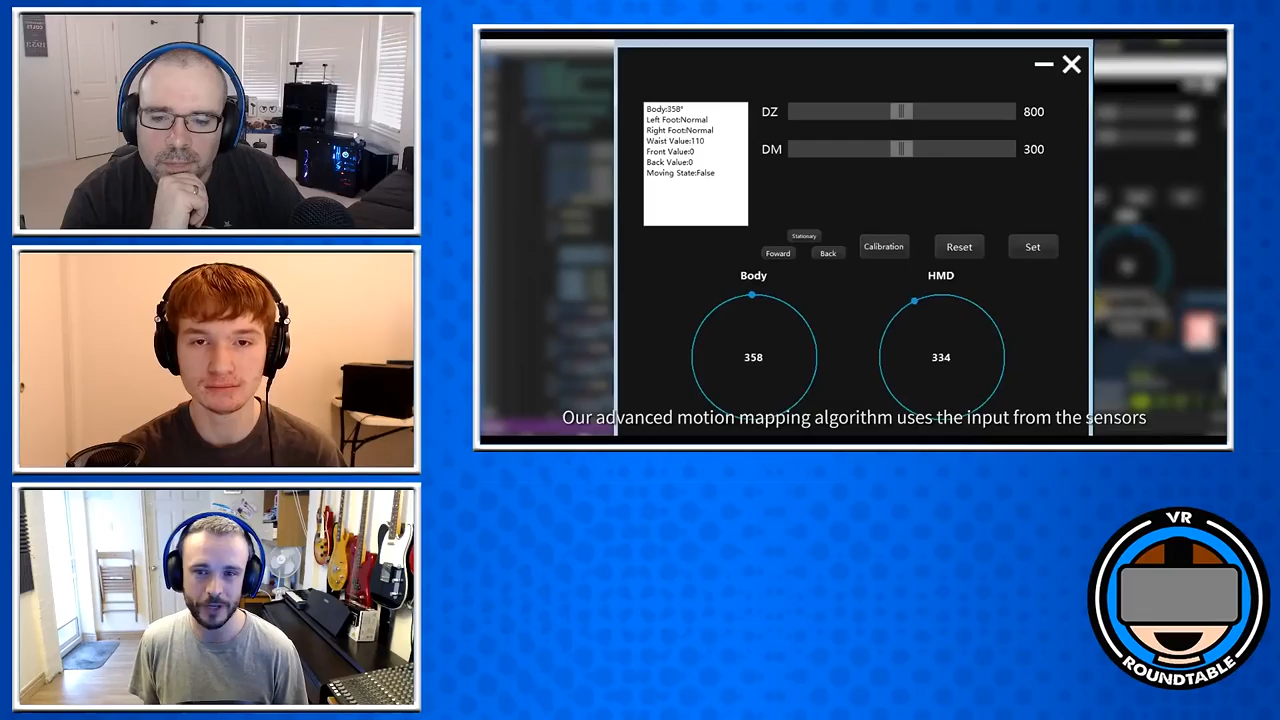 Body:358°
Left Foot:Normal
Right Foot:Normal
Waist Value:110
Front Value:0
Back Value:0
Moving State:False
DZ 800
DM 300
Stationary
Foward Back Calibration Reset Set
Body HMD
358 334
Our advanced motion mapping algorithm uses the input from the sensors
VR
ROUNDTABLE